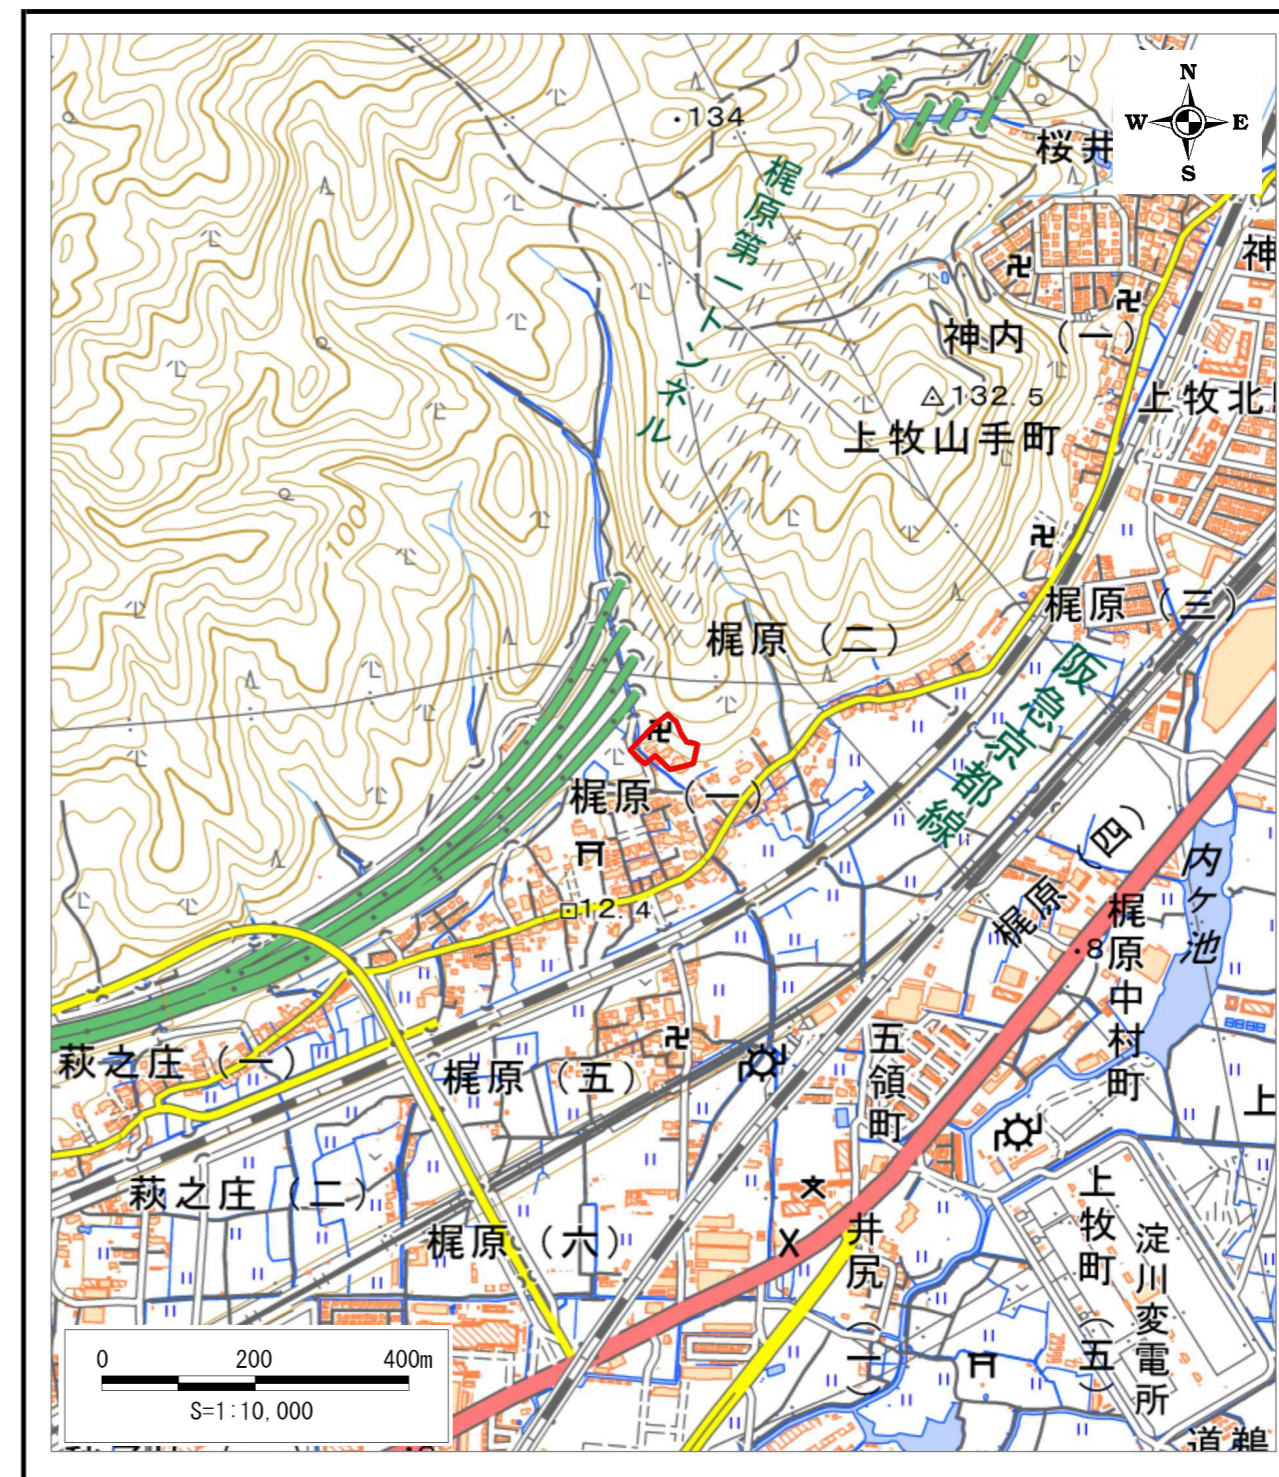 N
W E
S
134
桜井
梶原第一トンネル
神
神内（一）
132.5
上牧北
上牧山手町
100
梶原（三）
梶原（二）
阪急京都線
梶原（一）
梶原（四）
内ケ池
12.4
8
梶原中村町
五領町
萩之庄（一）
梶原（五）
上
萩之庄（二）
上牧町（五）
梶原（六）
井尻（一）
淀川変電所
0 200 400m
S=1:10,000
道鵜